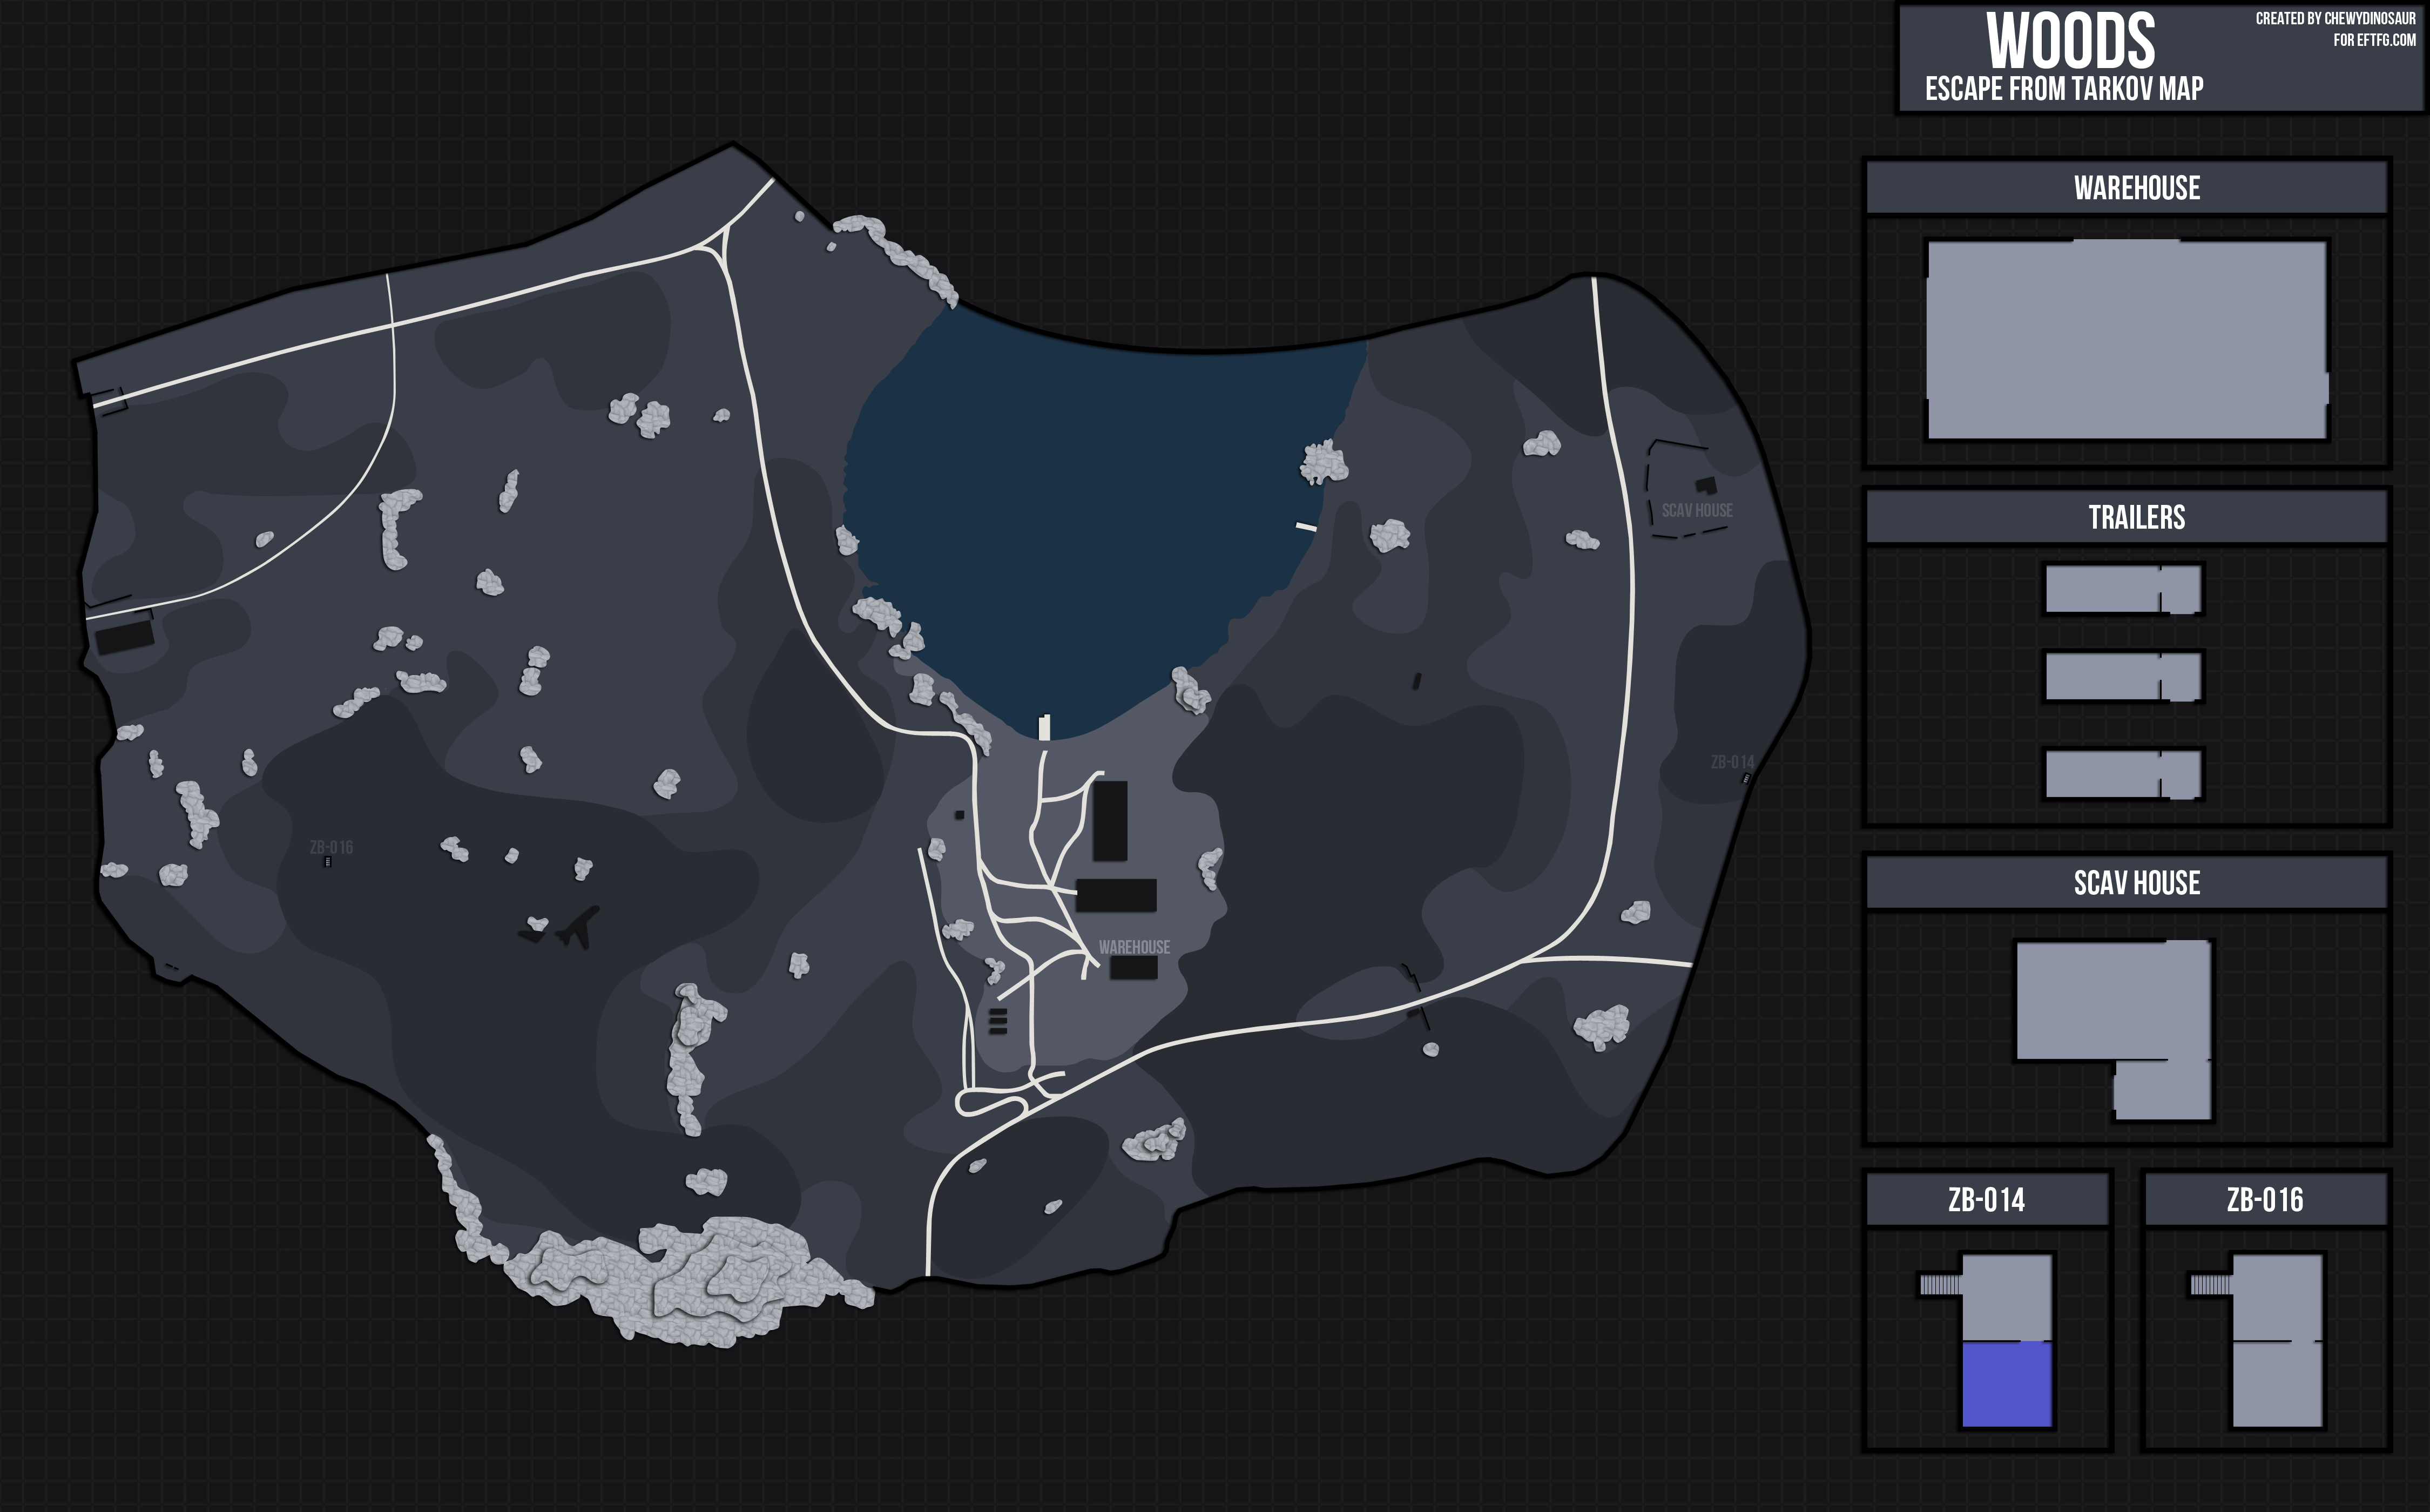 WOODS
ESCAPE FROM TARKOV MAP
CREATED BY CHEWYDINOSAUR
FOR EFTFG.COM
WAREHOUSE
TRAILERS
SCAV HOUSE
ZB-014
ZB-016
SCAV HOUSE
ZB-014
ZB-016
WAREHOUSE